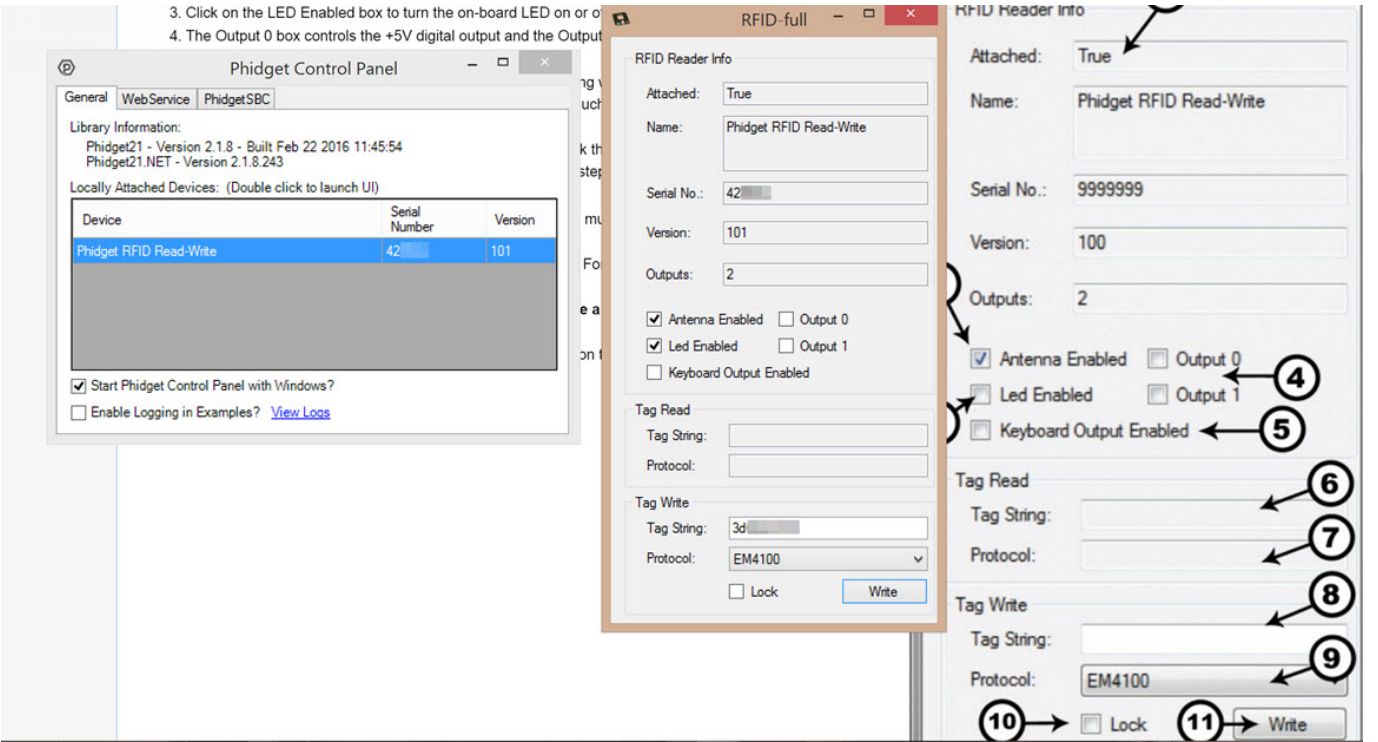 3. Click on the LED Enabled box to turn the on-board LED on or
4. The Output 0 box controls the +5V digital output and the Output
Phidget Control Panel
General WebService PhidgetSBC
Library Information:
Phidget21 - Version 2.1.8 - Built Feb 22 2016 11:45:54
Phidget21.NET - Version 2.1.8.243
Locally Attached Devices: (Double click to launch UI)
Device Serial Number Version
Phidget RFID Read-Write 42 101
Start Phidget Control Panel with Windows?
Enable Logging in Examples? View Logs
RFID-full
RFID Reader Info
Attached: True
Name: Phidget RFID Read-Write
Serial No.: 42
Version: 101
Outputs: 2
Antenna Enabled Output 0
Led Enabled Output 1
Keyboard Output Enabled
Tag Read
Tag String:
Protocol:
Tag Write
Tag String: 3d
Protocol: EM4100
Lock Write
RFID Reader Info
Attached: True
Name: Phidget RFID Read-Write
Serial No.: 9999999
Version: 100
Outputs: 2
Antenna Enabled Output 0
4
Led Enabled Output 1
Keyboard Output Enabled 5
Tag Read 6
Tag String:
7
Protocol:
Tag Write 8
Tag String:
9
Protocol: EM4100
10 Lock 11 Write